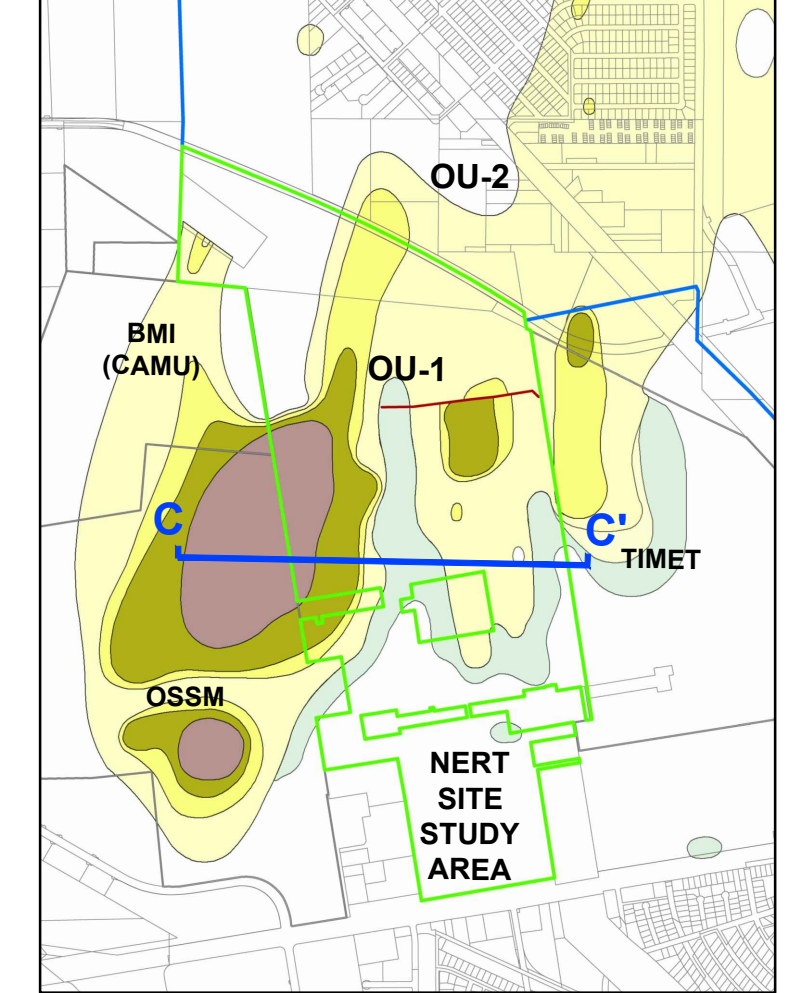 OU-2
BMI
(CAMU)
OU-1
C
C'
TIMET
OSSM
NERT
SITE
STUDY
AREA